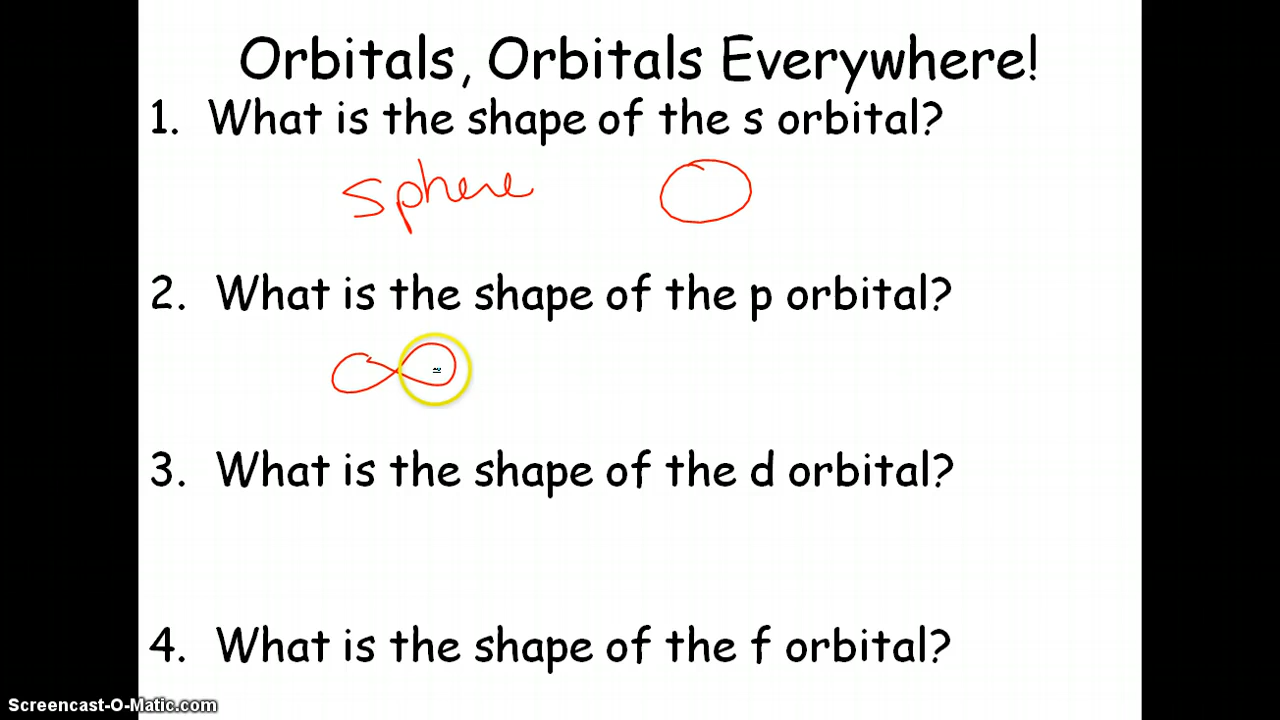 Orbitals, Orbitals Everywhere!
1. What is the shape of the s orbital?
sphere
2. What is the shape of the p orbital?
3. What is the shape of the d orbital?
4. What is the shape of the f orbital?
Screencast-O-Matic.com